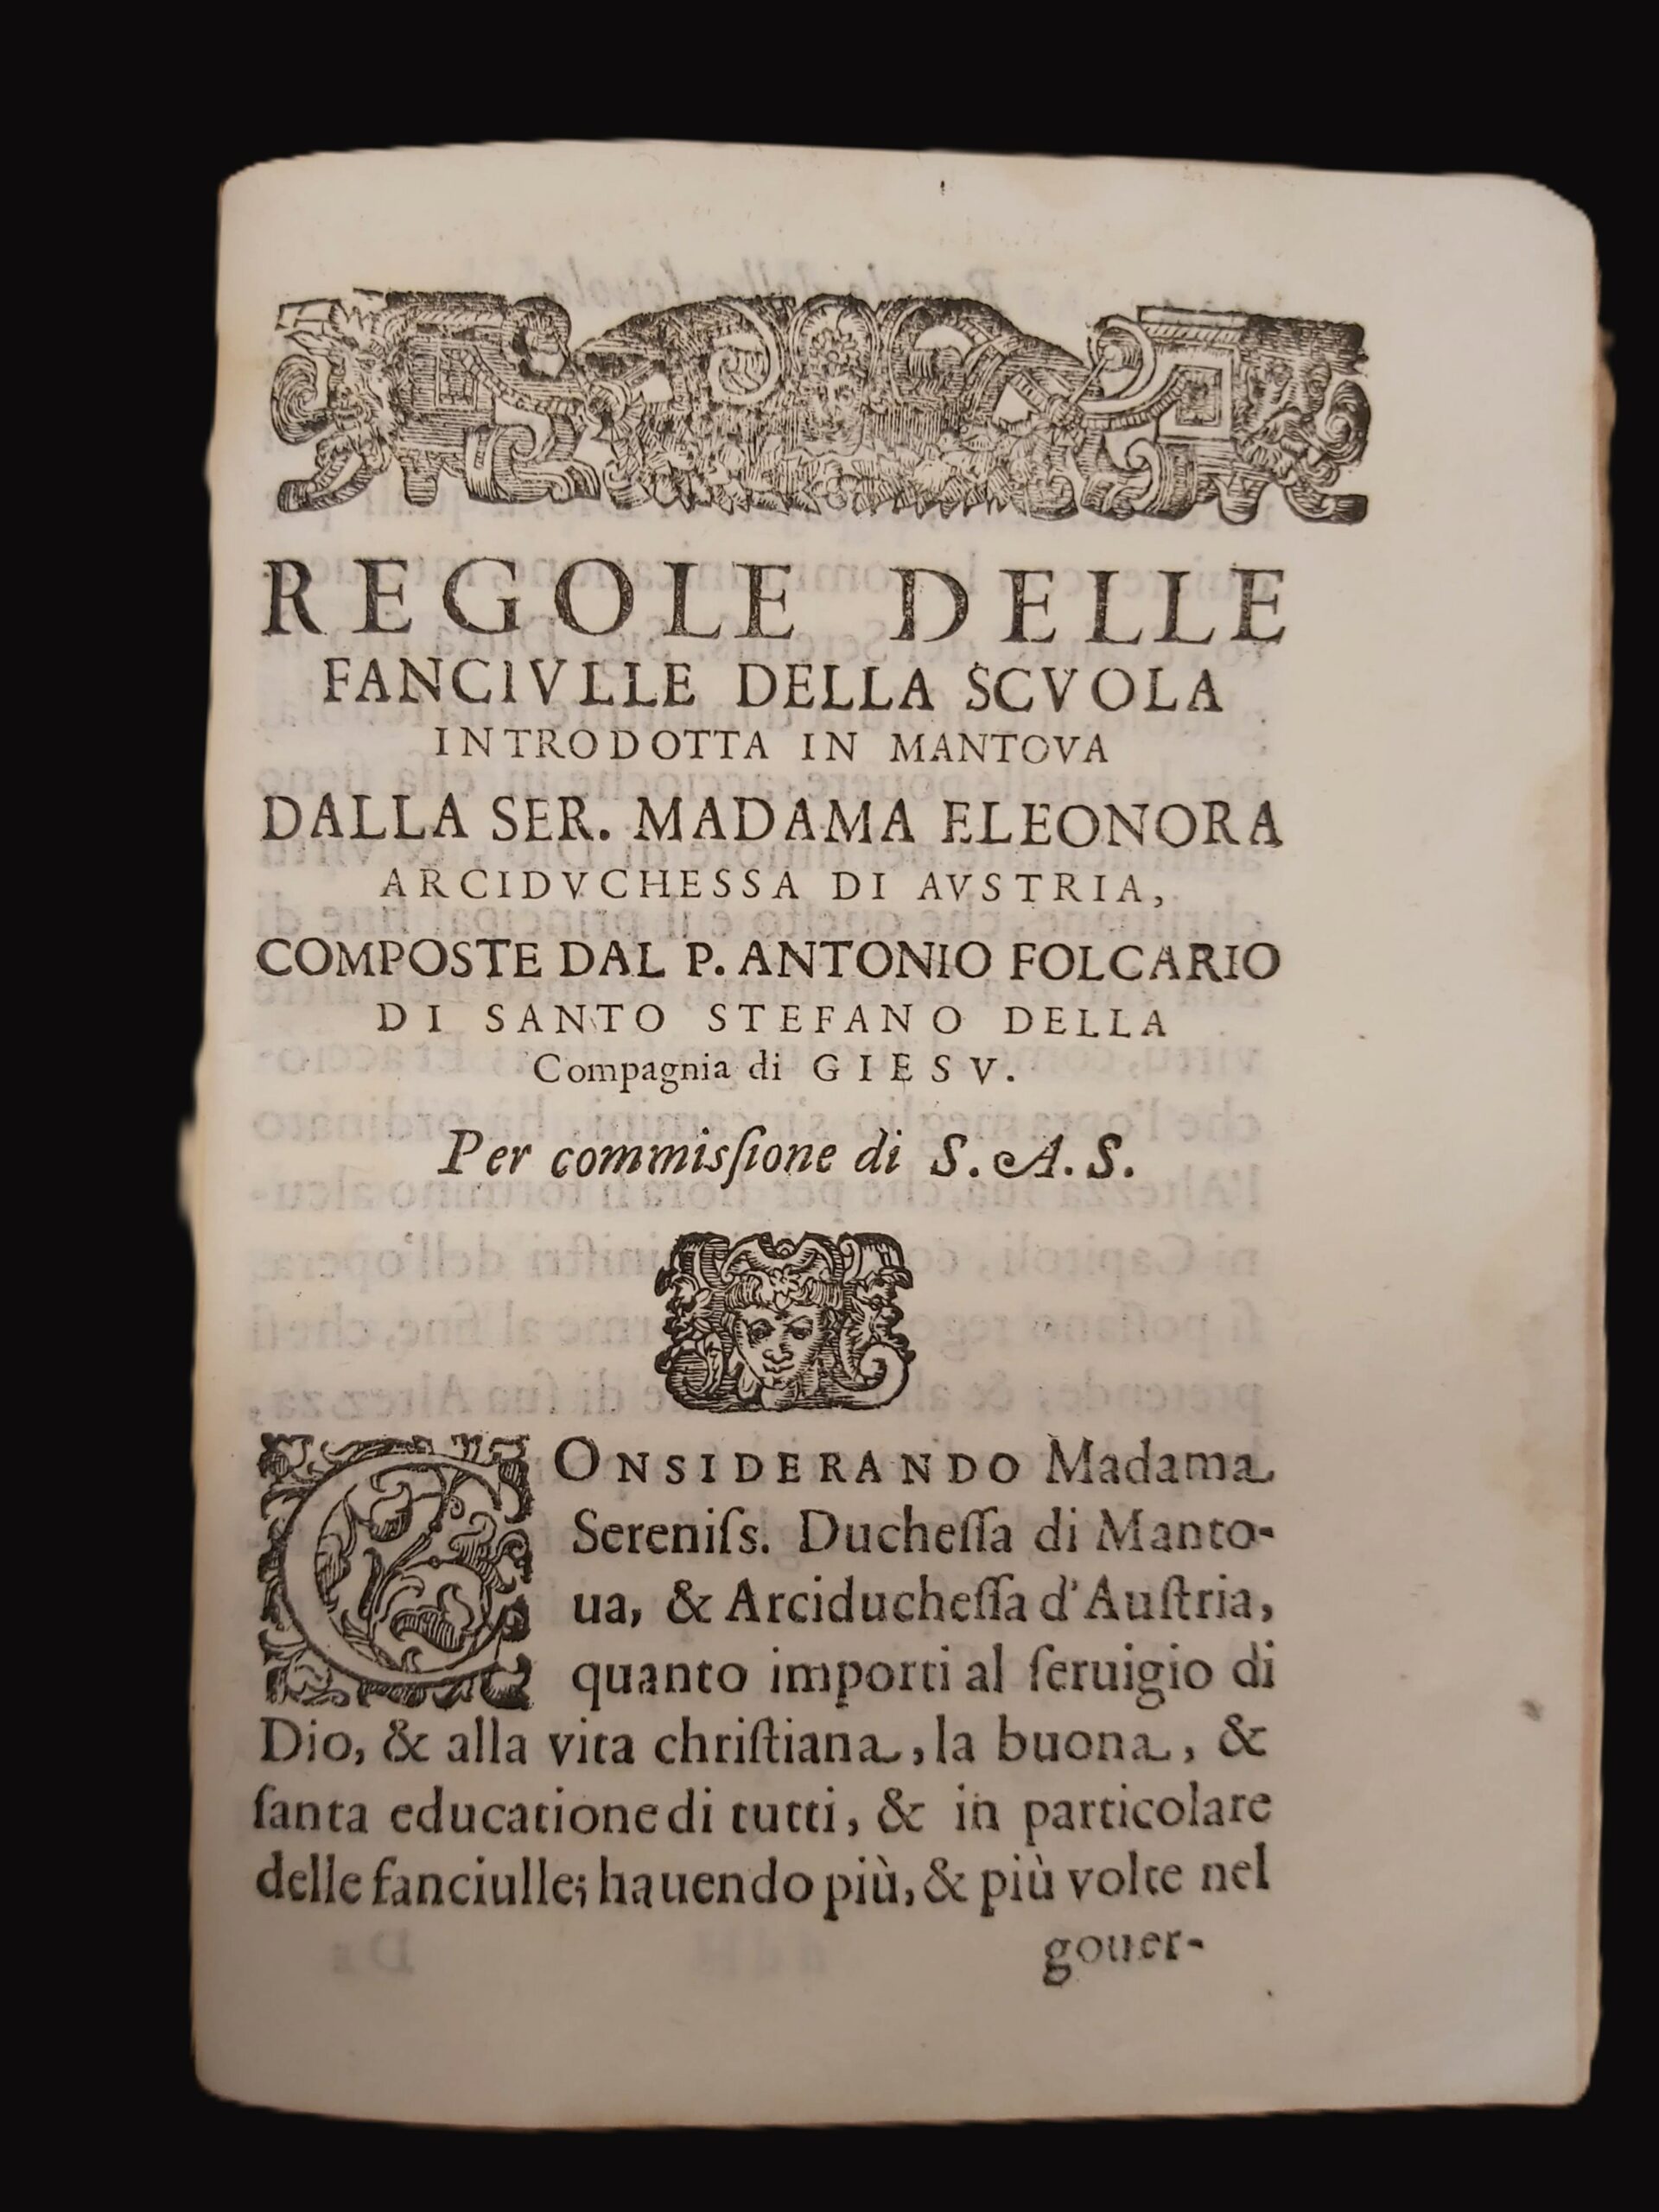 REGOLE DELLE
FANCIVLLE DELLA SCVOLA
INTRODOTTA IN MANTOVA
DALLA SER. MADAMA ELEONORA
ARCIDVCHESSA DI AVSTRIA,
COMPOSTE DAL P. ANTONIO FOLCARIO
DI SANTO STEFANO DELLA
Compagnia di GIESV.
Per commisſione di S. A. S.
CONSIDERANDO Madama
Sereniſs. Ducheſſa di Manto-
ua, & Arciducheſſa d'Auſtria,
quanto importi al ſeruigio di
Dio, & alla vita chriſtiana, la buona, &
ſanta educatione di tutti, & in particolare
delle fanciulle; hauendo più, & più volte nel
gouer-